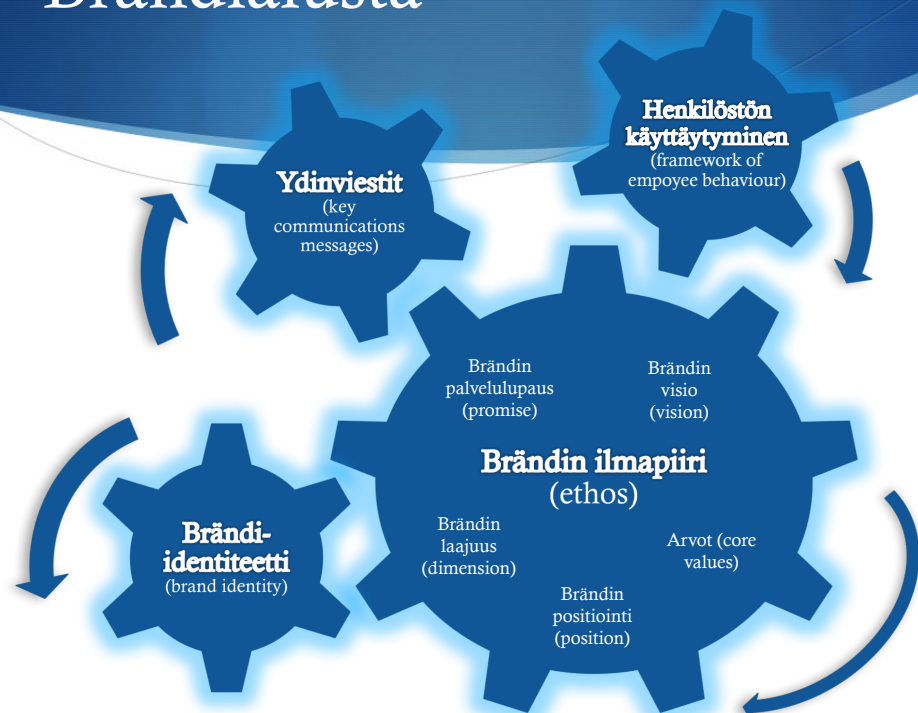 Brändialusta
Henkilöstön
käyttäytyminen
(framework of
empoyee behaviour)
Ydinviestit
(key
communications
messages)
Brändin
palvelulupaus
(promise)
Brändin
visio
(vision)
Brändin ilmapiiri
(ethos)
Brändin
laajuus
(dimension)
Arvot (core
values)
Brändin
positiointi
(position)
Brändi-
identiteetti
(brand identity)